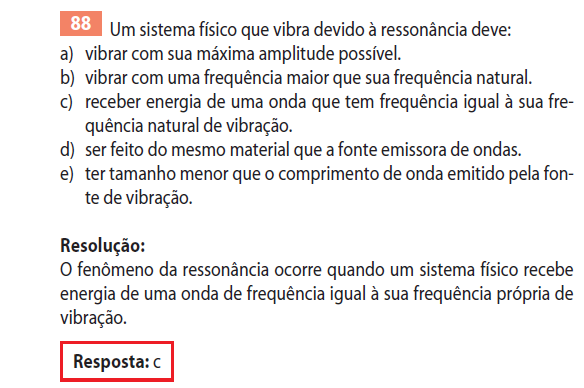 88 Um sistema físico que vibra devido à ressonância deve:
a) vibrar com sua máxima amplitude possível.
b) vibrar com uma frequência maior que sua frequência natural.
c) receber energia de uma onda que tem frequência igual à sua fre-
quência natural de vibração.
d) ser feito do mesmo material que a fonte emissora de ondas.
e) ter tamanho menor que o comprimento de onda emitido pela fon-
te de vibração.
Resolução:
O fenômeno da ressonância ocorre quando um sistema físico recebe
energia de uma onda de frequência igual à sua frequência própria de
vibração.
Resposta: c